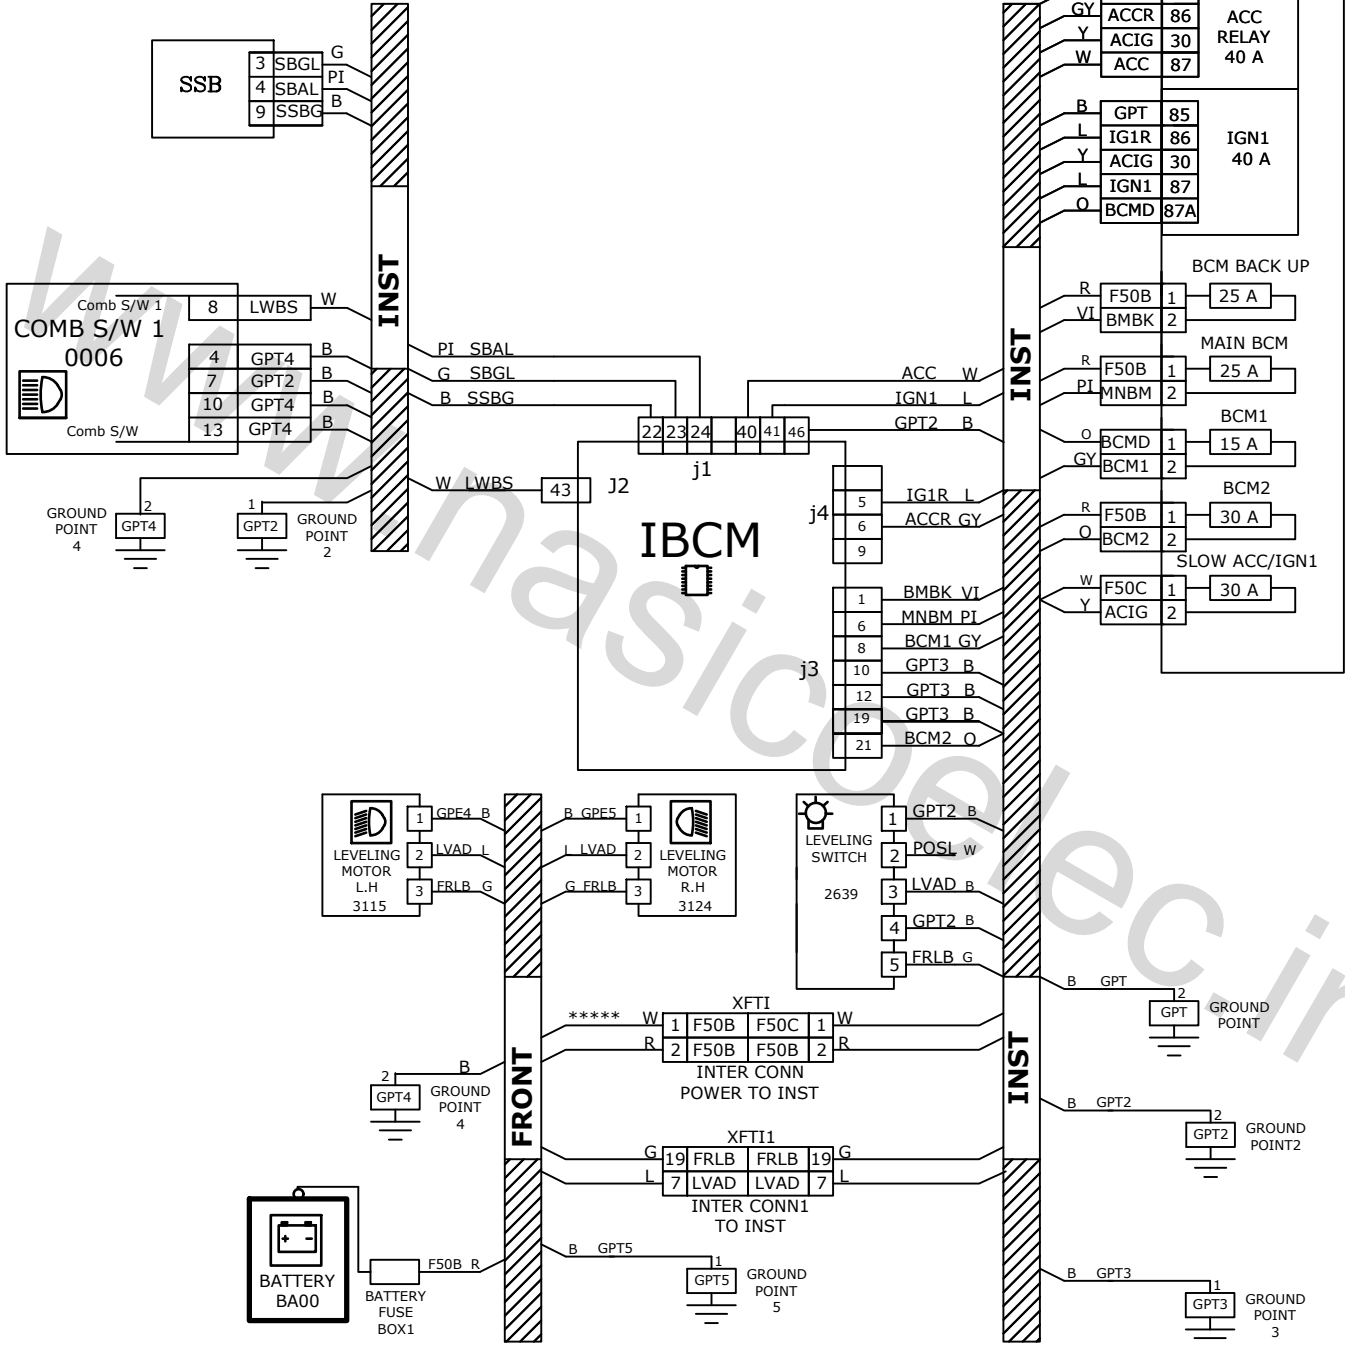 GY ACCR 86
Y ACIG 30
W ACC 87
ACC
RELAY
40 A
B GPT 85
L IG1R 86
Y ACIG 30
L IGN1 87
O BCMD 87A
IGN1
40 A
SSB
3 SBGL G
4 SBAL PI
9 SSBG B
INST
Comb S/W 1
COMB S/W 1
0006
Comb S/W
8 LWBS W
4 GPT4 B
7 GPT2 B
10 GPT4 B
13 GPT4 B
2
GPT4
GROUND
POINT
4
1
GPT2
GROUND
POINT
2
PI SBAL
G SBGL
B SSBG
W LWBS
43 J2
22 23 24 40 41 46
j1
ACC W
IGN1 L
GPT2 B
IBCM
j4
5 IG1R L
6 ACCR GY
9
j3
1 BMBK VI
6 MNBM PI
8 BCM1 GY
10 GPT3 B
12 GPT3 B
19 GPT3 B
21 BCM2 O
INST
BCM BACK UP
R F50B 1 25 A
VI BMBK 2
MAIN BCM
R F50B 1 25 A
PI MNBM 2
BCM1
O BCMD 1 15 A
GY BCM1 2
BCM2
R F50B 1 30 A
O BCM2 2
SLOW ACC/IGN1
W F50C 1 30 A
Y ACIG 2
LEVELING
MOTOR
L.H
3115
1 GPE4 B
2 LVAD L
3 FRLB G
B GPE5 1
L LVAD 2
G FRLB 3
LEVELING
MOTOR
R.H
3124
LEVELING
SWITCH
2639
1 GPT2 B
2 POSL W
3 LVAD B
4 GPT2 B
5 FRLB G
FRONT
XFTI
***** W 1 F50B F50C 1 W
R 2 F50B F50B 2 R
INTER CONN
POWER TO INST
XFTI1
G 19 FRLB FRLB 19 G
L 7 LVAD LVAD 7 L
INTER CONN1
TO INST
INST
B
2
GPT4
GROUND
POINT
4
BATTERY
BA00
BATTERY
FUSE
BOX1
F50B R
B GPT5
1
GPT5
GROUND
POINT
5
B GPT
2
GPT
GROUND
POINT
B GPT2
2
GPT2
GROUND
POINT2
B GPT3
1
GPT3
GROUND
POINT
3
www.nasicoelec.ir